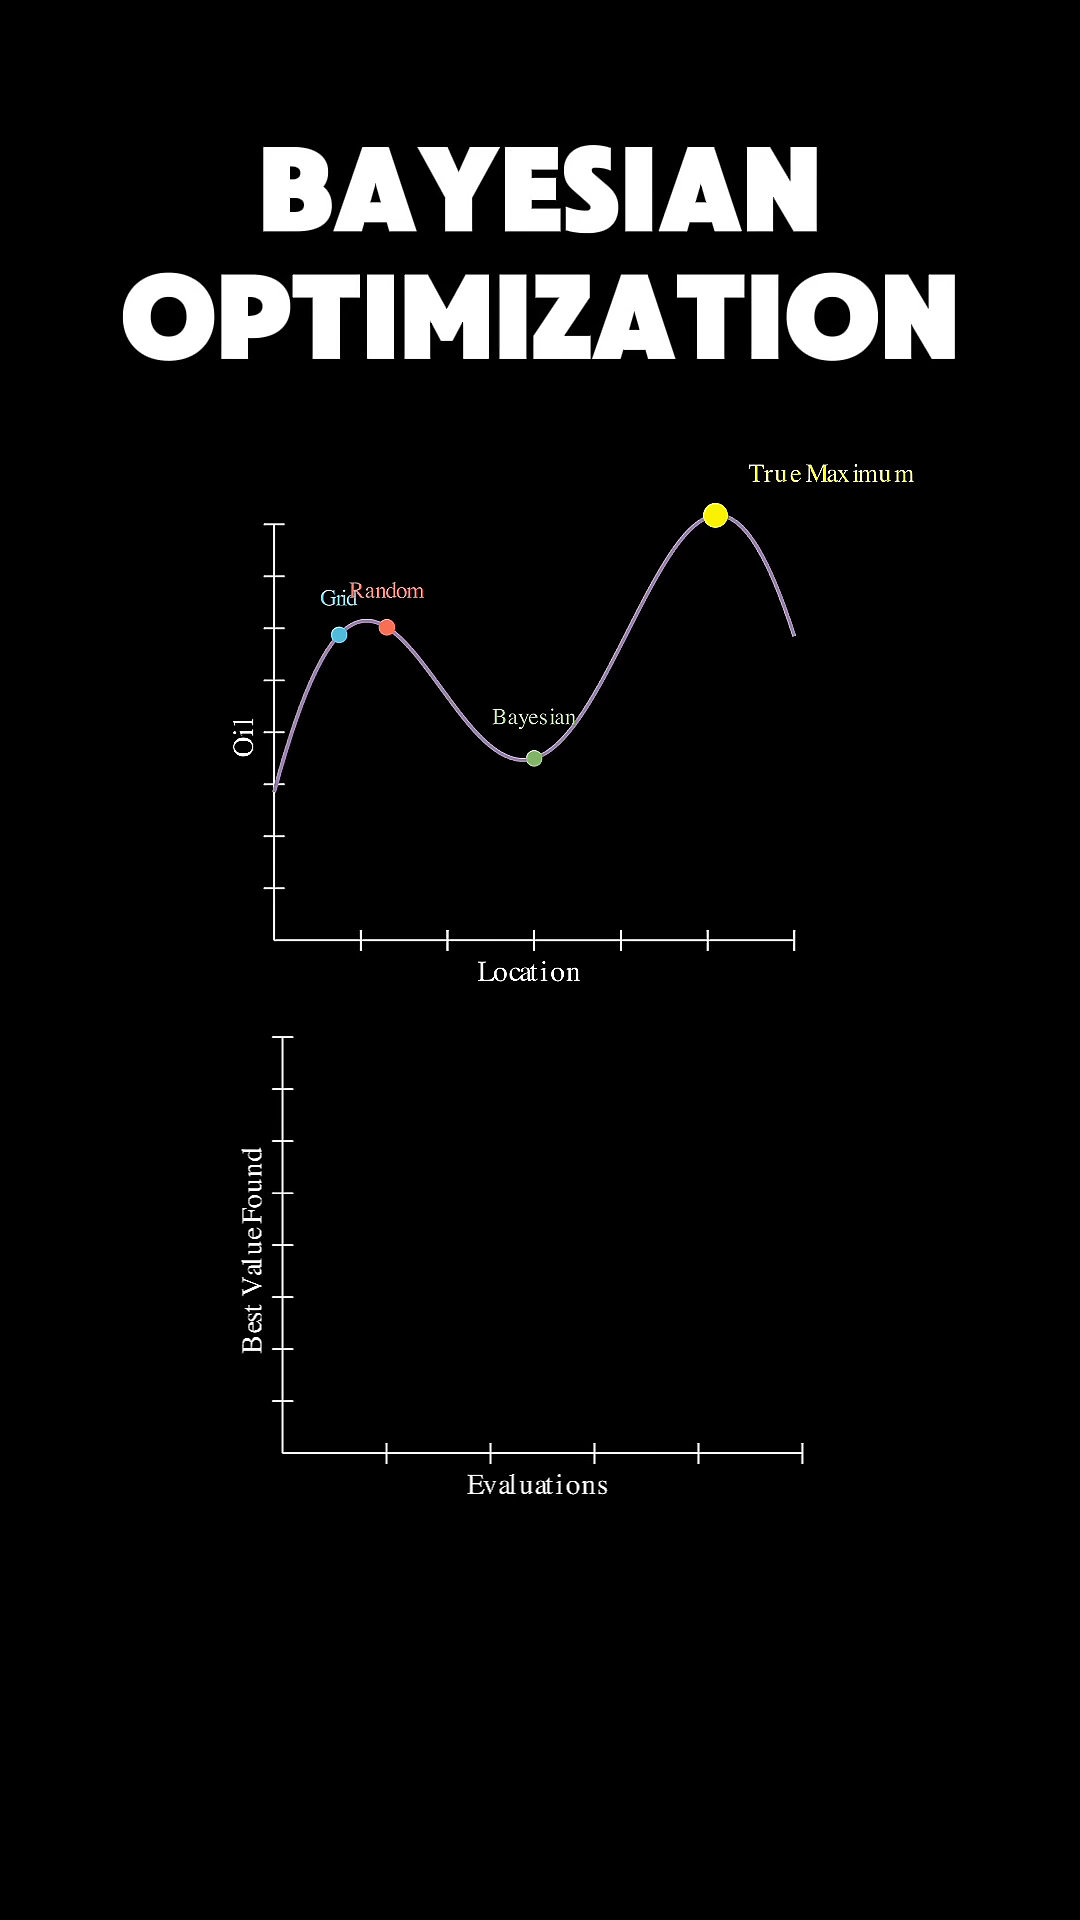 BAYESIAN
OPTIMIZATION
True Maximum
Grid
Random
Bayesian
Oil
Location
Best Value Found
Evaluations